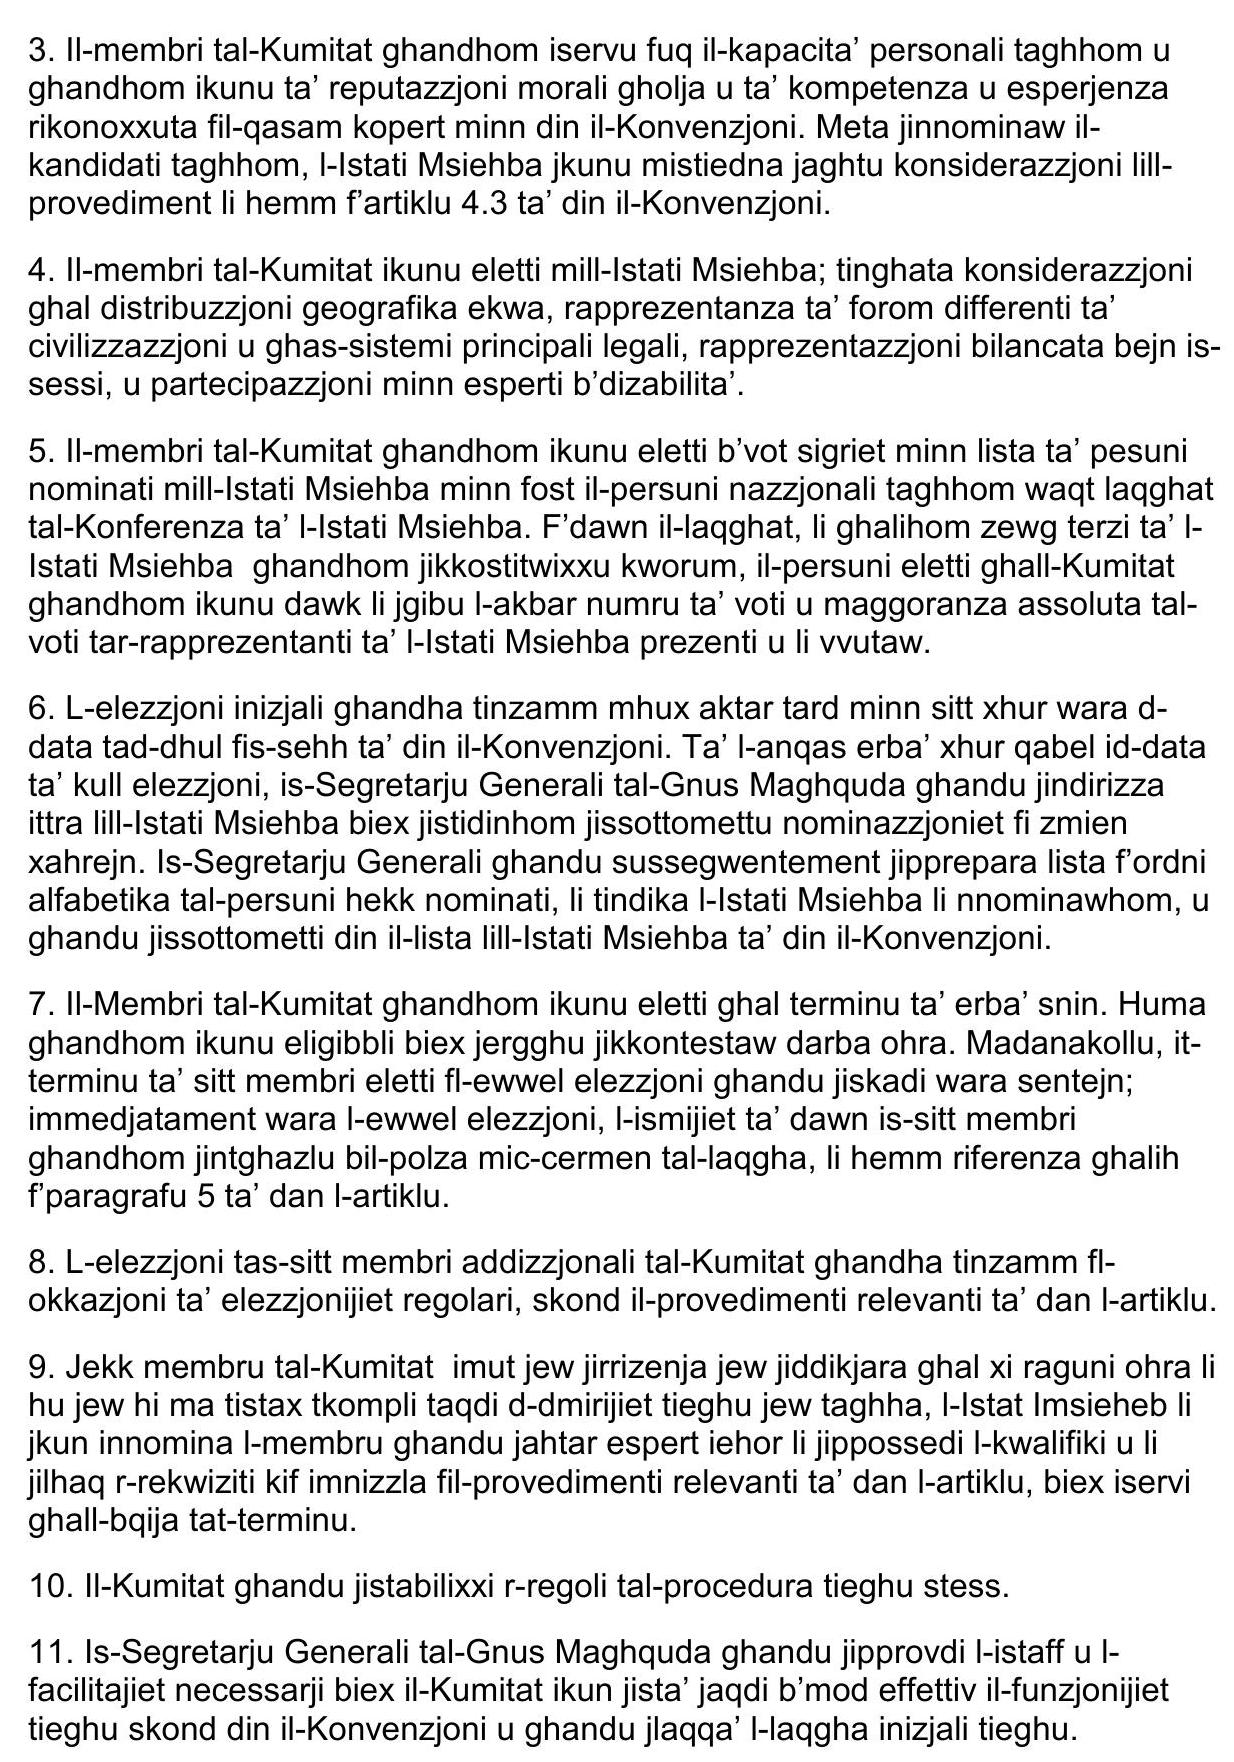 3. Il-membri tal-Kumitat ghandhom iservu fuq il-kapacita’ personali taghhom u
ghandhom ikunu ta’ reputazzjoni morali gholja u ta’ kompetenza u esperjenza
rikonoxxuta fil-qasam kopert minn din il-Konvenzjoni. Meta jinnominaw il-
kandidati taghhom, l-Istati Msiehba jkunu mistiedna jaghtu konsiderazzjoni lill-
provediment li hemm f’artiklu 4.3 ta’ din il-Konvenzjoni.
4. Il-membri tal-Kumitat ikunu eletti mill-Istati Msiehba; tinghata konsiderazzjoni
ghal distribuzzjoni geografika ekwa, rapprezentanza ta’ forom differenti ta’
civilizzazzjoni u ghas-sistemi principali legali, rapprezentazzjoni bilancata bejn is-
sessi, u partecipazzjoni minn esperti b’dizabilita’.
5. Il-membri tal-Kumitat ghandhom ikunu eletti b’vot sigriet minn lista ta’ pesuni
nominati mill-Istati Msiehba minn fost il-persuni nazzjonali taghhom waqt laqghat
tal-Konferenza ta’ l-Istati Msiehba. F’dawn il-laqghat, li ghalihom zewg terzi ta’ l-
Istati Msiehba  ghandhom jikkostitwixxu kworum, il-persuni eletti ghall-Kumitat
ghandhom ikunu dawk li jgibu l-akbar numru ta’ voti u maggoranza assoluta tal-
voti tar-rapprezentanti ta’ l-Istati Msiehba prezenti u li vvutaw.
6. L-elezzjoni inizjali ghandha tinzamm mhux aktar tard minn sitt xhur wara d-
data tad-dhul fis-sehh ta’ din il-Konvenzjoni. Ta’ l-anqas erba’ xhur qabel id-data
ta’ kull elezzjoni, is-Segretarju Generali tal-Gnus Maghquda ghandu jindirizza
ittra lill-Istati Msiehba biex jistidinhom jissottomettu nominazzjoniet fi zmien
xahrejn. Is-Segretarju Generali ghandu sussegwentement jipprepara lista f’ordni
alfabetika tal-persuni hekk nominati, li tindika l-Istati Msiehba li nnominawhom, u
ghandu jissottometti din il-lista lill-Istati Msiehba ta’ din il-Konvenzjoni.
7. Il-Membri tal-Kumitat ghandhom ikunu eletti ghal terminu ta’ erba’ snin. Huma
ghandhom ikunu eligibbli biex jergghu jikkontestaw darba ohra. Madanakollu, it-
terminu ta’ sitt membri eletti fl-ewwel elezzjoni ghandu jiskadi wara sentejn;
immedjatament wara l-ewwel elezzjoni, l-ismijiet ta’ dawn is-sitt membri
ghandhom jintghazlu bil-polza mic-cermen tal-laqgha, li hemm riferenza ghalih
f’paragrafu 5 ta’ dan l-artiklu.
8. L-elezzjoni tas-sitt membri addizzjonali tal-Kumitat ghandha tinzamm fl-
okkazjoni ta’ elezzjonijiet regolari, skond il-provedimenti relevanti ta’ dan l-artiklu.
9. Jekk membru tal-Kumitat  imut jew jirrizenja jew jiddikjara ghal xi raguni ohra li
hu jew hi ma tistax tkompli taqdi d-dmirijiet tieghu jew taghha, l-Istat Imsieheb li
jkun innomina l-membru ghandu jahtar espert iehor li jippossedi l-kwalifiki u li
jilhaq r-rekwiziti kif imnizzla fil-provedimenti relevanti ta’ dan l-artiklu, biex iservi
ghall-bqija tat-terminu.
10. Il-Kumitat ghandu jistabilixxi r-regoli tal-procedura tieghu stess.
11. Is-Segretarju Generali tal-Gnus Maghquda ghandu jipprovdi l-istaff u l-
facilitajiet necessarji biex il-Kumitat ikun jista’ jaqdi b’mod effettiv il-funzjonijiet
tieghu skond din il-Konvenzjoni u ghandu jlaqqa’ l-laqgha inizjali tieghu.